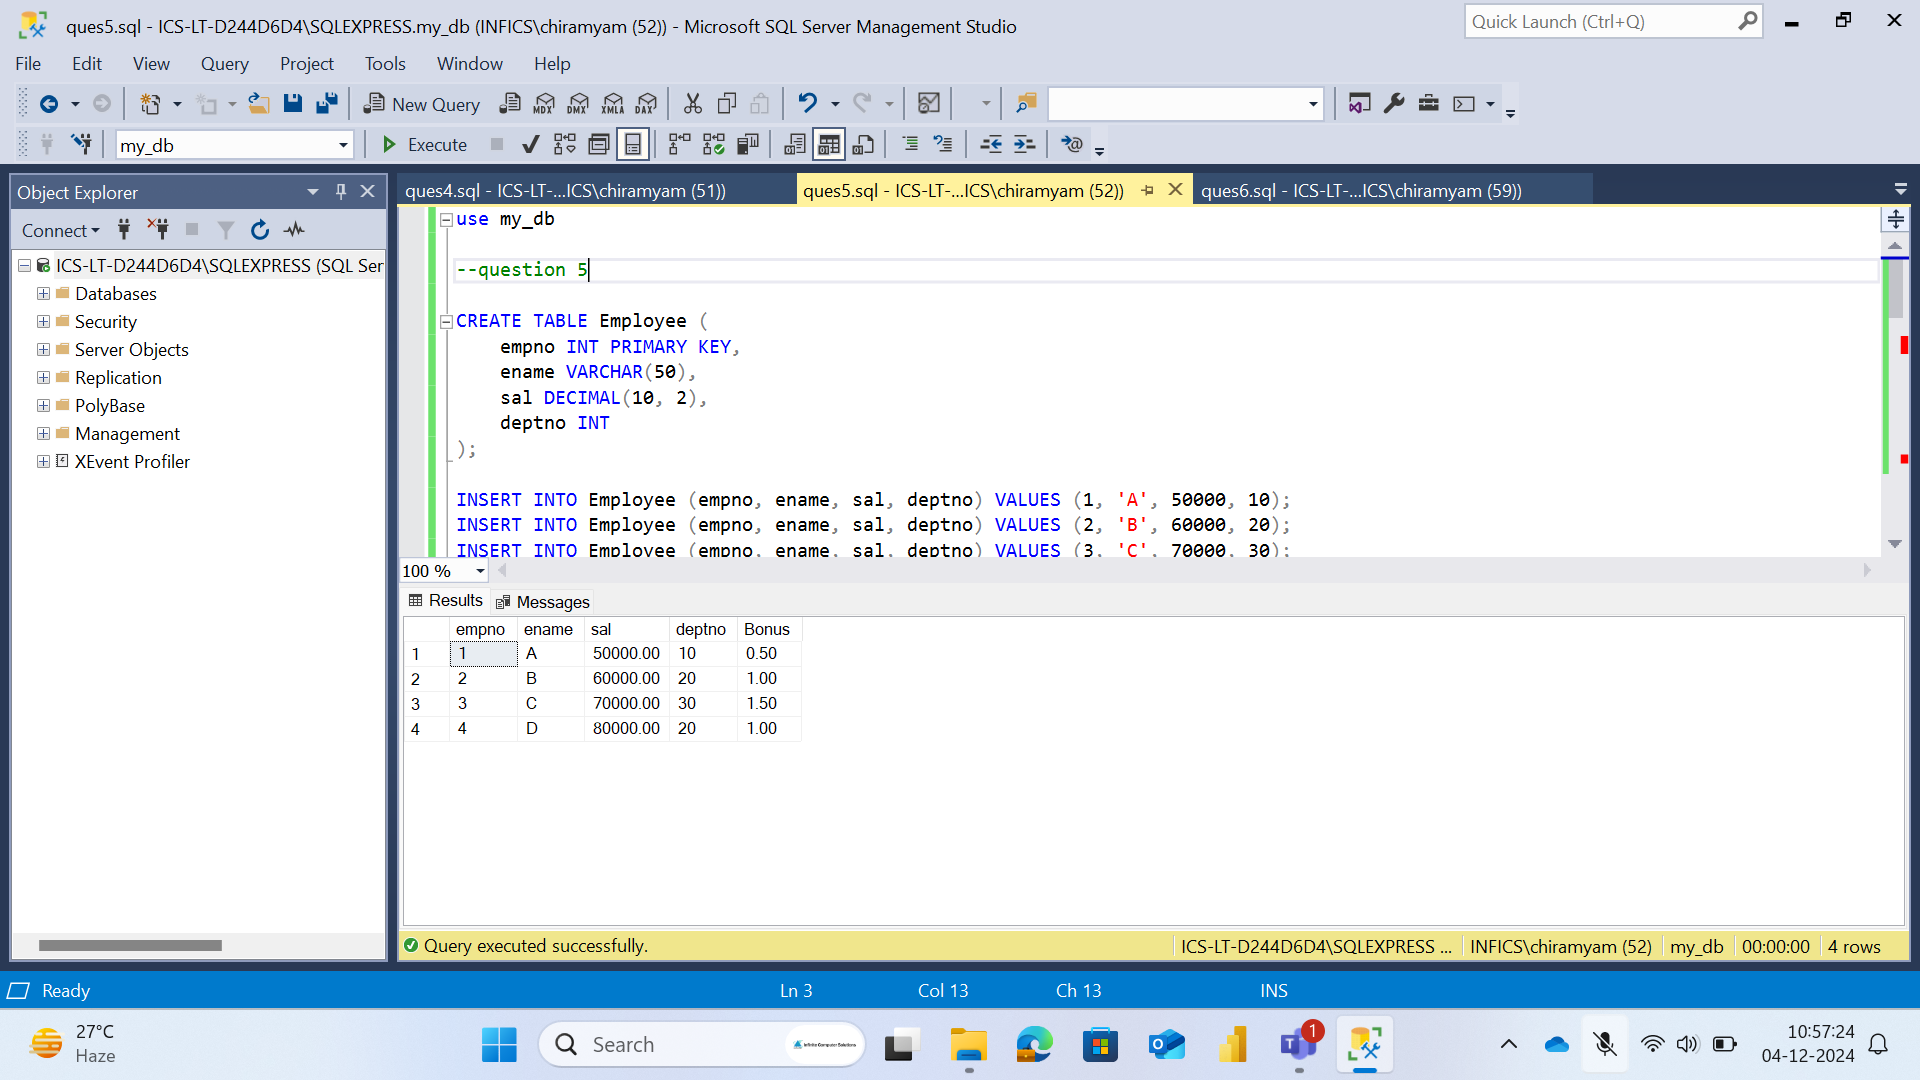 ques5.sql - ICS-LT-D244D6D4\SQLEXPRESS.my_db (INFICS\chiramyam (52)) - Microsoft SQL Server Management Studio
Quick Launch (Ctrl+Q)
File Edit View Query Project Tools Window Help
New Query MDX DMX XMLA DAX
my_db Execute
Object Explorer
Connect
ICS-LT-D244D6D4\SQLEXPRESS (SQL Ser
Databases
Security
Server Objects
Replication
PolyBase
Management
XEvent Profiler
ques4.sql - ICS-LT-...ICS\chiramyam (51)) ques5.sql - ICS-LT-...ICS\chiramyam (52)) ques6.sql - ICS-LT-...ICS\chiramyam (59))
use my_db
--question 5
CREATE TABLE Employee (
empno INT PRIMARY KEY,
ename VARCHAR(50),
sal DECIMAL(10, 2),
deptno INT
);
INSERT INTO Employee (empno, ename, sal, deptno) VALUES (1, 'A', 50000, 10);
INSERT INTO Employee (empno, ename, sal, deptno) VALUES (2, 'B', 60000, 20);
INSERT INTO Employee (empno, ename, sal, deptno) VALUES (3, 'C', 70000, 30);
100 %
Results Messages
empno ename sal deptno Bonus
1 1 A 50000.00 10 0.50
2 2 B 60000.00 20 1.00
3 3 C 70000.00 30 1.50
4 4 D 80000.00 20 1.00
Query executed successfully. ICS-LT-D244D6D4\SQLEXPRESS ... INFICS\chiramyam (52) my_db 00:00:00 4 rows
Ready Ln 3 Col 13 Ch 13 INS
27°C
Haze
Search
Infinite Computer Solutions
1
10:57:24
04-12-2024